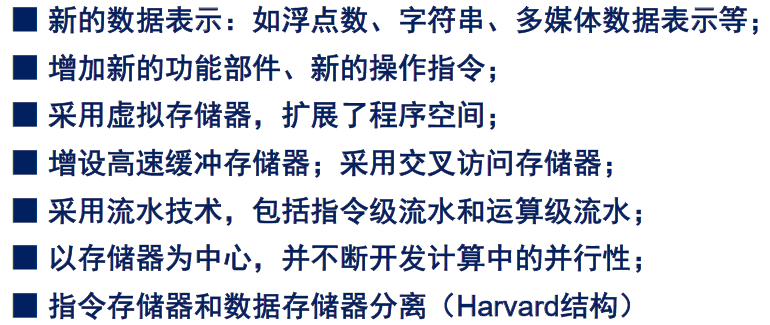 ■ 新的数据表示：如浮点数、字符串、多媒体数据表示等；
■ 增加新的功能部件、新的操作指令；
■ 采用虚拟存储器，扩展了程序空间；
■ 增设高速缓冲存储器；采用交叉访问存储器；
■ 采用流水技术，包括指令级流水和运算级流水；
■ 以存储器为中心，并不断开发计算中的并行性；
■ 指令存储器和数据存储器分离（Harvard结构）